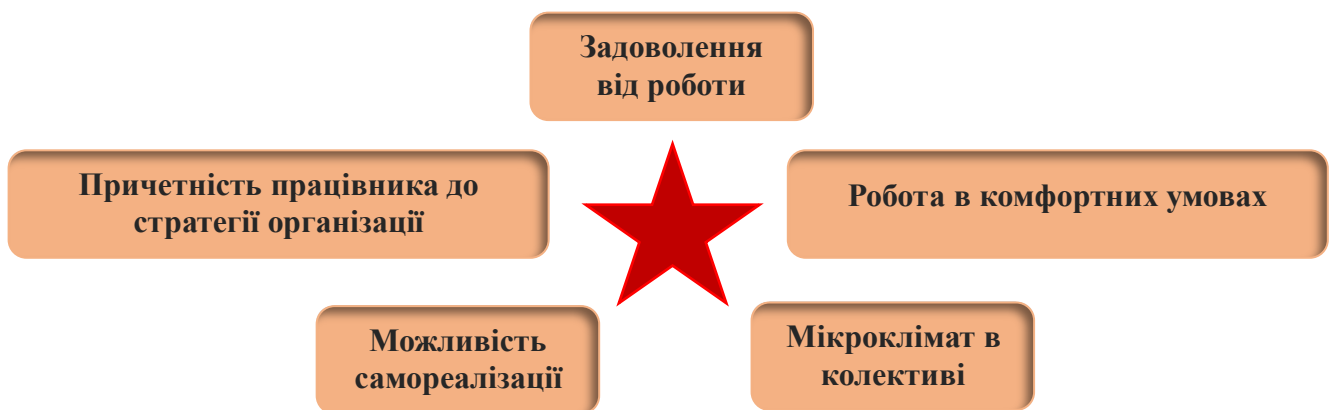 Задоволення
від роботи
Причетність працівника до
стратегії організації
Робота в комфортних умовах
Можливість
самореалізації
Мікроклімат в
колективі